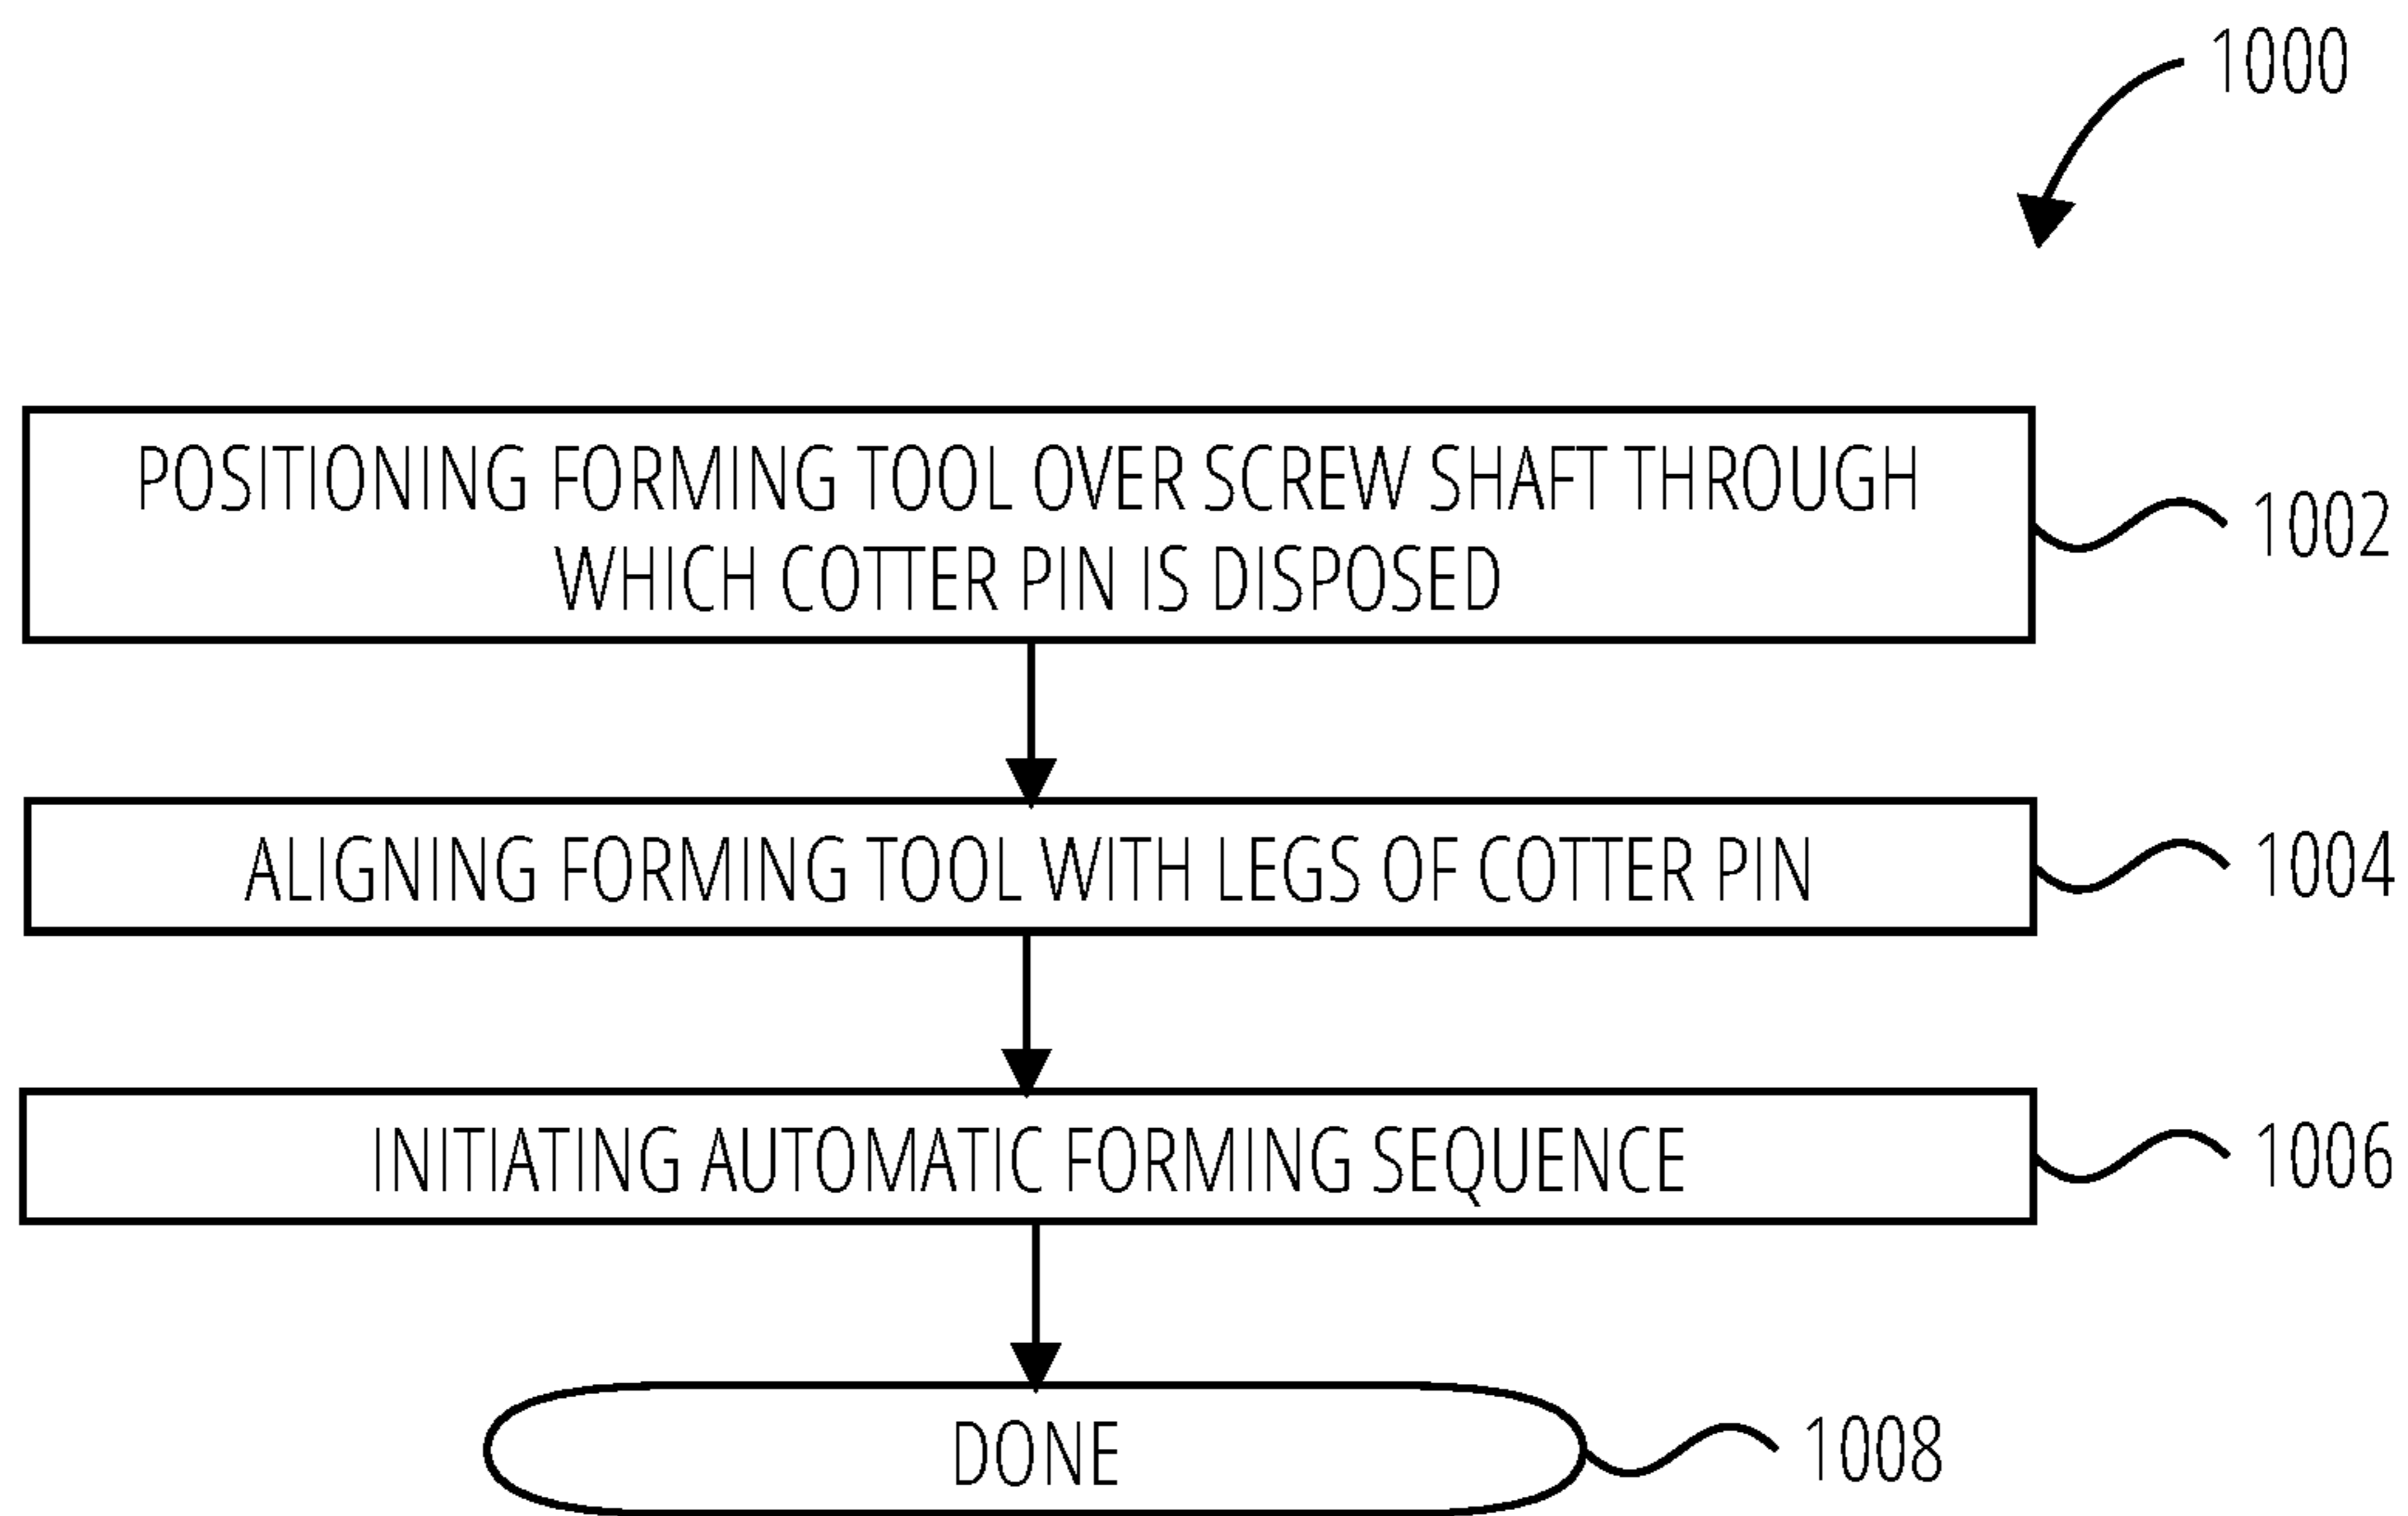 1000
POSITIONING FORMING TOOL OVER SCREW SHAFT THROUGH
WHICH COTTER PIN IS DISPOSED
1002
ALIGNING FORMING TOOL WITH LEGS OF COTTER PIN
1004
INITIATING AUTOMATIC FORMING SEQUENCE
1006
DONE
1008